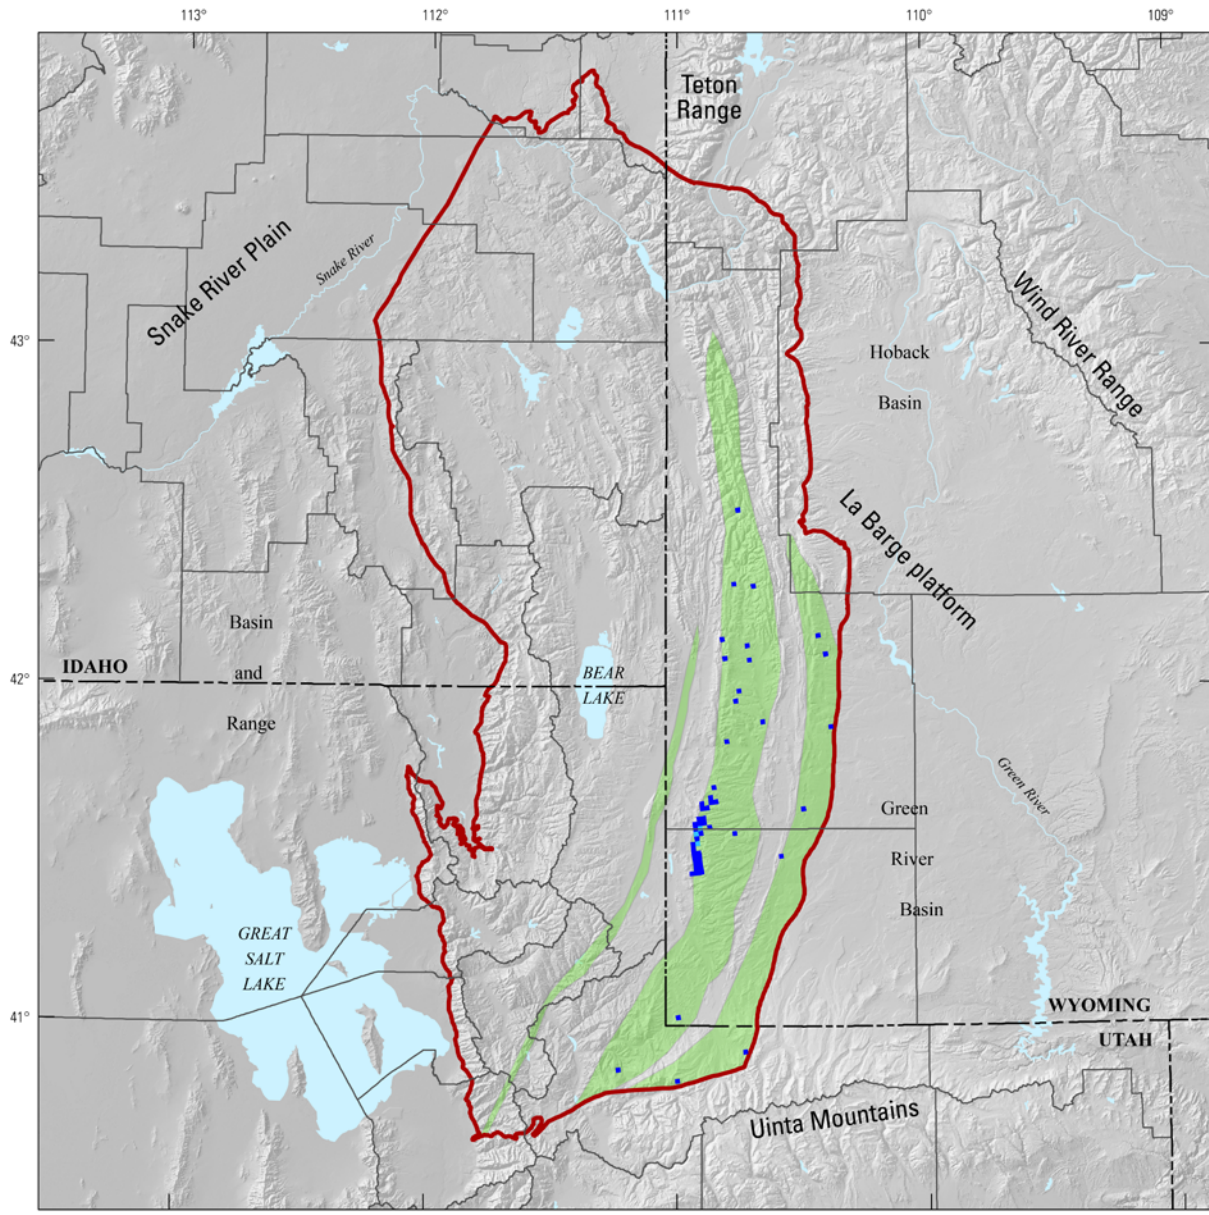 113°
112°
111°
110°
109°
Teton
Range
Snake River Plain
Snake River
Wind River Range
43°
Hoback
Basin
La Barge platform
Basin
and
Range
IDAHO
42°
BEAR
LAKE
Green River
Green
River
Basin
GREAT
SALT
LAKE
41°
WYOMING
UTAH
Uinta Mountains